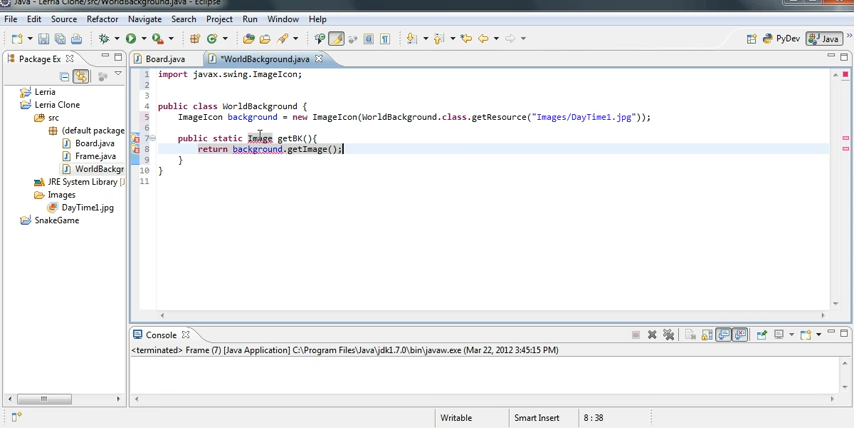 Java - Lerria Clone/src/WorldBackground.java - Eclipse
File Edit Source Refactor Navigate Search Project Run Window Help
PyDev Java
Package Ex
Board.java *WorldBackground.java
Lerria
Lerria Clone
src
(default package
Board.java
Frame.java
WorldBackgr
JRE System Library [J
Images
DayTime1.jpg
SnakeGame
1 import javax.swing.ImageIcon;
2
3
4 public class WorldBackground {
5 ImageIcon background = new ImageIcon(WorldBackground.class.getResource("Images/DayTime1.jpg"));
6
7 public static Image getBK(){
8 return background.getImage();
9 }
10 }
11
Console
<terminated> Frame (7) [Java Application] C:\Program Files\Java\jdk1.7.0\bin\javaw.exe (Mar 22, 2012 3:45:15 PM)
Writable Smart Insert 8 : 38